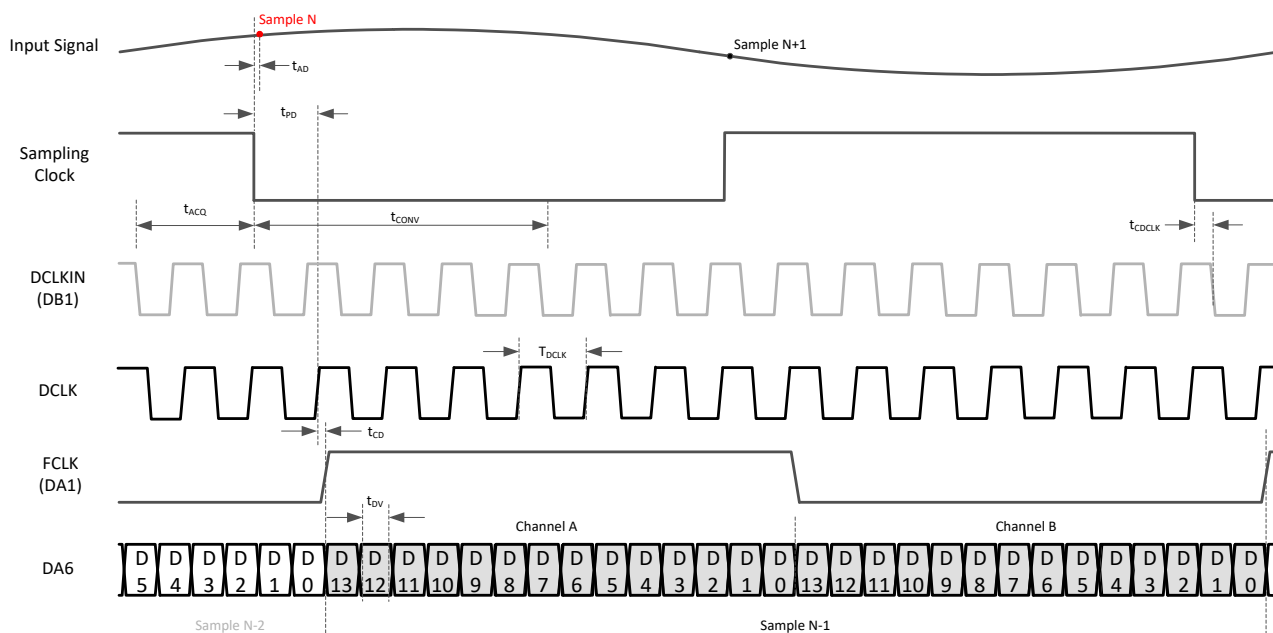 Sample N
Input Signal
Sample N+1
tAD
tPD
Sampling
Clock
tACQ
tCONV
tCDCLK
DCLKIN
(DB1)
TDCLK
DCLK
tCD
FCLK
(DA1)
tDV
Channel A
Channel B
DA6
D D D D D D D D D D D D D D D D D D D D D D D D D D D D D D D D D D
5 4 3 2 1 0 13 12 11 10 9 8 7 6 5 4 3 2 1 0 13 12 11 10 9 8 7 6 5 4 3 2 1 0
Sample N-2
Sample N-1